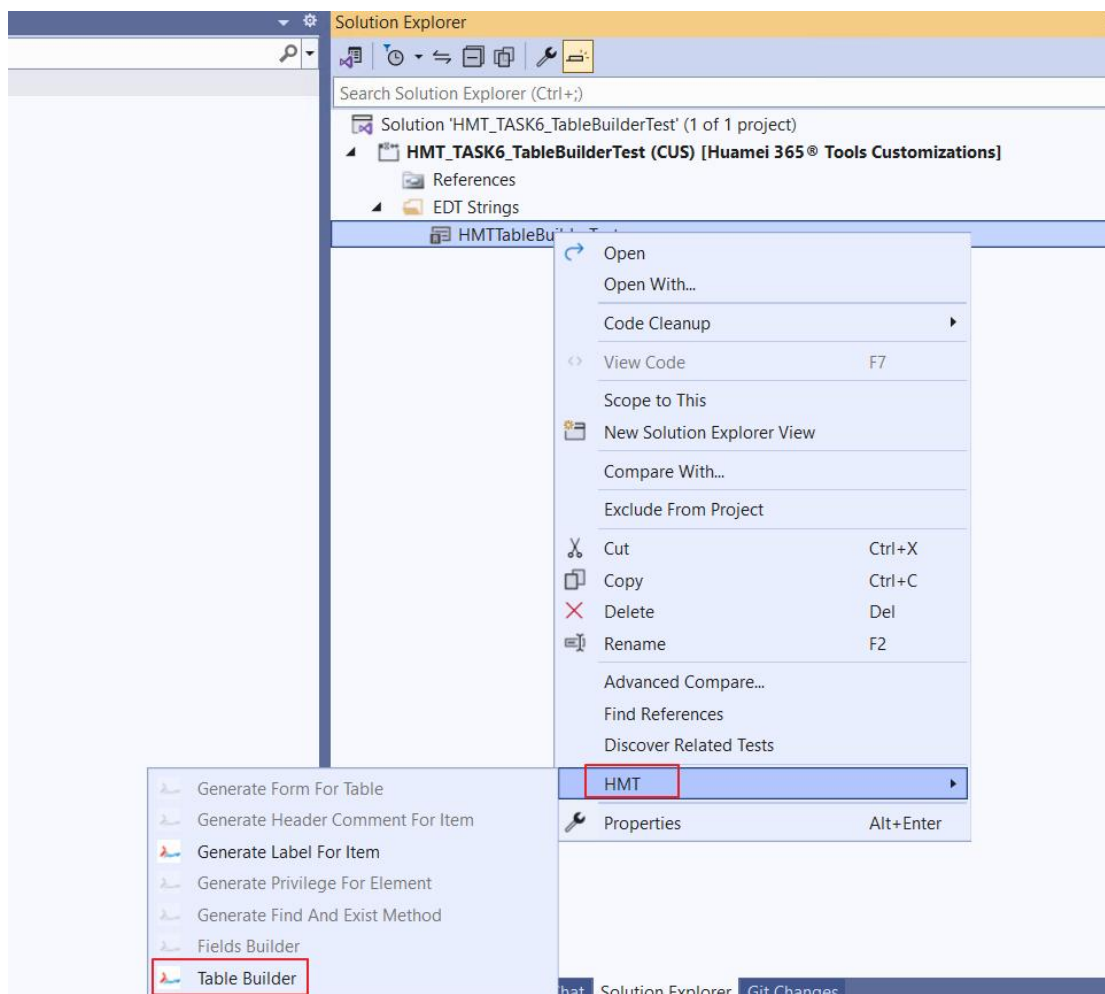 Solution Explorer
Search Solution Explorer (Ctrl+;)
Solution 'HMT_TASK6_TableBuilderTest' (1 of 1 project)
HMT_TASK6_TableBuilderTest (CUS) [Huamei 365® Tools Customizations]
References
EDT Strings
HMTTableBu
Open
Open With...
Code Cleanup
View Code F7
Scope to This
New Solution Explorer View
Compare With...
Exclude From Project
Cut Ctrl+X
Copy Ctrl+C
Delete Del
Rename F2
Advanced Compare...
Find References
Discover Related Tests
HMT
Properties Alt+Enter
Generate Form For Table
Generate Header Comment For Item
Generate Label For Item
Generate Privilege For Element
Generate Find And Exist Method
Fields Builder
Table Builder
Solution Explorer Git Changes